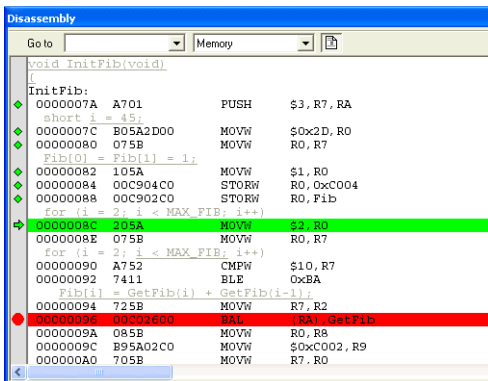 Disassembly
Go to Memory
void InitFib(void)
{
InitFib:
0000007A A701 PUSH $3,R7,RA
short i = 45;
0000007C B05A2D00 MOVW $0x2D,R0
00000080 075B MOVW R0,R7
Fib[0] = Fib[1] = 1;
00000082 105A MOVW $1,R0
00000084 00C904C0 STORW R0,0xC004
00000088 00C902C0 STORW R0,Fib
for (i = 2; i < MAX_FIB; i++)
0000008C 205A MOVW $2,R0
0000008E 075B MOVW R0,R7
for (i = 2; i < MAX_FIB; i++)
00000090 A752 CMPW $10,R7
00000092 7411 BLE 0xBA
Fib[i] = GetFib(i) + GetFib(i-1);
00000094 725B MOVW R7,R2
00000096 00C02600 BAL (RA),GetFib
0000009A 085B MOVW R0,R8
0000009C B95A02C0 MOVW $0xC002,R9
000000A0 705B MOVW R7,R0